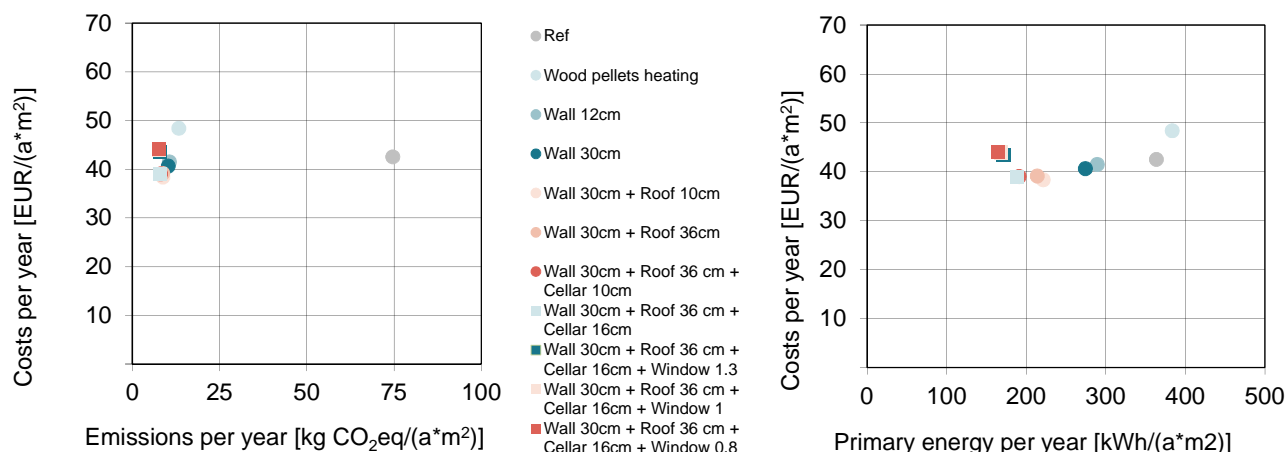 70
60
50
40
30
20
10
0
25
50
75
100
Costs per year [EUR/(a*m²)]
Emissions per year [kg CO₂eq/(a*m²)]
Ref
Wood pellets heating
Wall 12cm
Wall 30cm
Wall 30cm + Roof 10cm
Wall 30cm + Roof 36cm
Wall 30cm + Roof 36 cm +
Cellar 10cm
Wall 30cm + Roof 36 cm +
Cellar 16cm
Wall 30cm + Roof 36 cm +
Cellar 16cm + Window 1.3
Wall 30cm + Roof 36 cm +
Cellar 16cm + Window 1
Wall 30cm + Roof 36 cm +
Cellar 16cm + Window 0.8
70
60
50
40
30
20
10
0
100
200
300
400
500
Costs per year [EUR/(a*m²)]
Primary energy per year [kWh/(a*m2)]